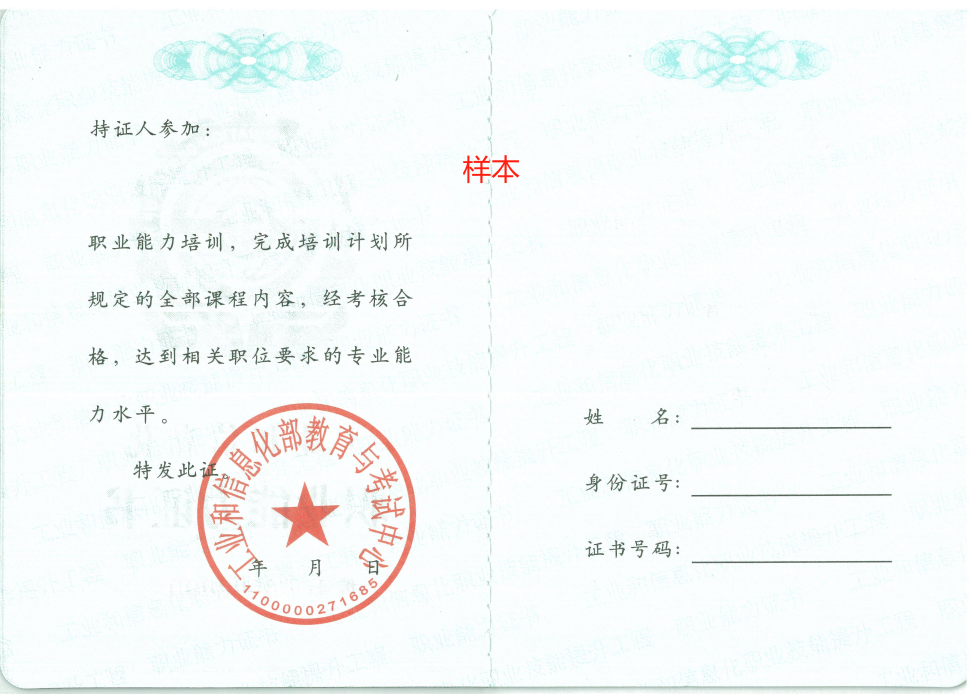 持证人参加：
样本
职业能力培训，完成培训计划所
规定的全部课程内容，经考核合
格，达到相关职位要求的专业能
力水平。
特发此证。
工业和信息化部教育与考试中心
年 月 日
1100000271685
姓 名：
身份证号：
证书号码：